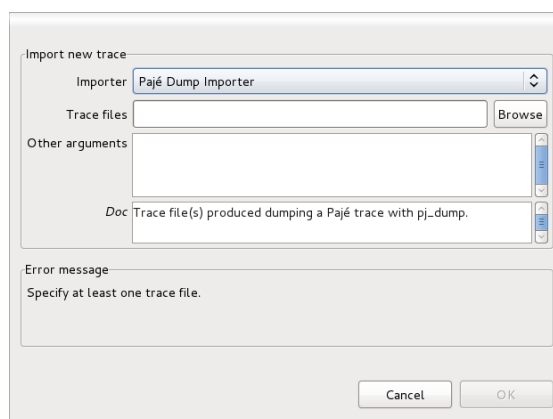 Import new trace
Importer Pajé Dump Importer
Trace files Browse
Other arguments
Doc Trace file(s) produced dumping a Pajé trace with pj_dump.
Error message
Specify at least one trace file.
Cancel OK